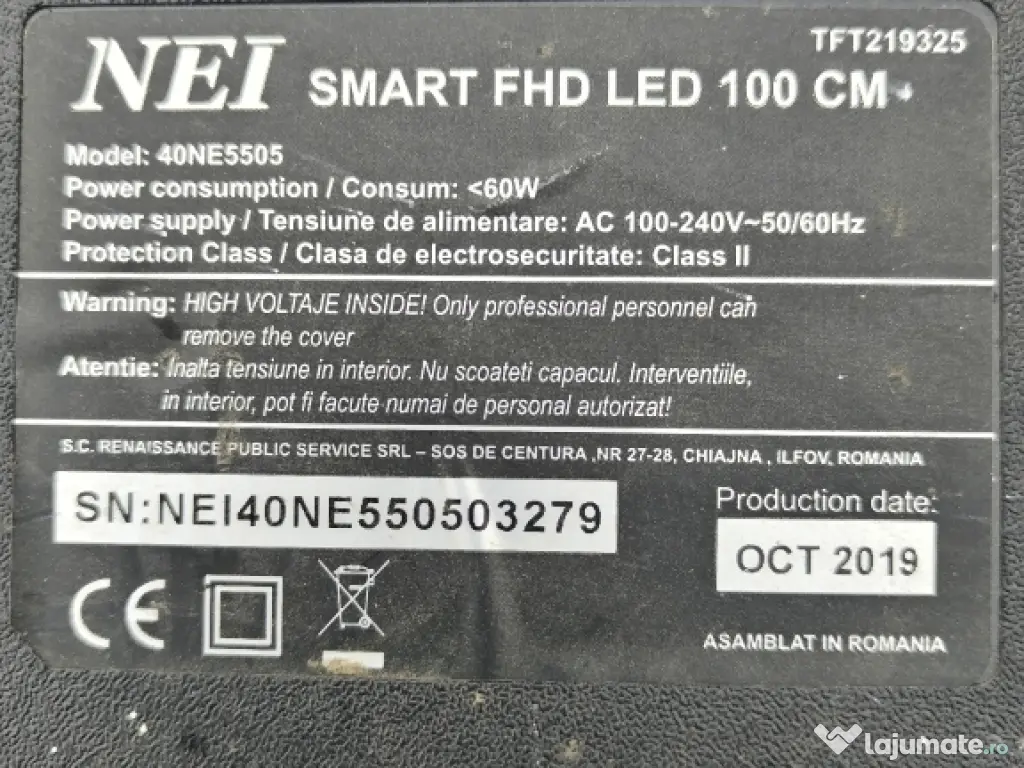 NEI
TFT219325
SMART FHD LED 100 CM
Model: 40NE5505
Power consumption / Consum: <60W
Power supply / Tensiune de alimentare: AC 100-240V~50/60Hz
Protection Class / Clasa de electrosecuritate: Class II
Warning: HIGH VOLTAJE INSIDE! Only professional personnel can
remove the cover
Atentie: Inalta tensiune in interior. Nu scoateti capacul. Interventiile,
in interior, pot fi facute numai de personal autorizat!
S.C. RENAISSANCE PUBLIC SERVICE SRL – SOS DE CENTURA ,NR 27-28, CHIAJNA , ILFOV, ROMANIA
SN:NEI40NE550503279
Production date:
OCT 2019
CE
ASAMBLAT IN ROMANIA
lajumate.ro